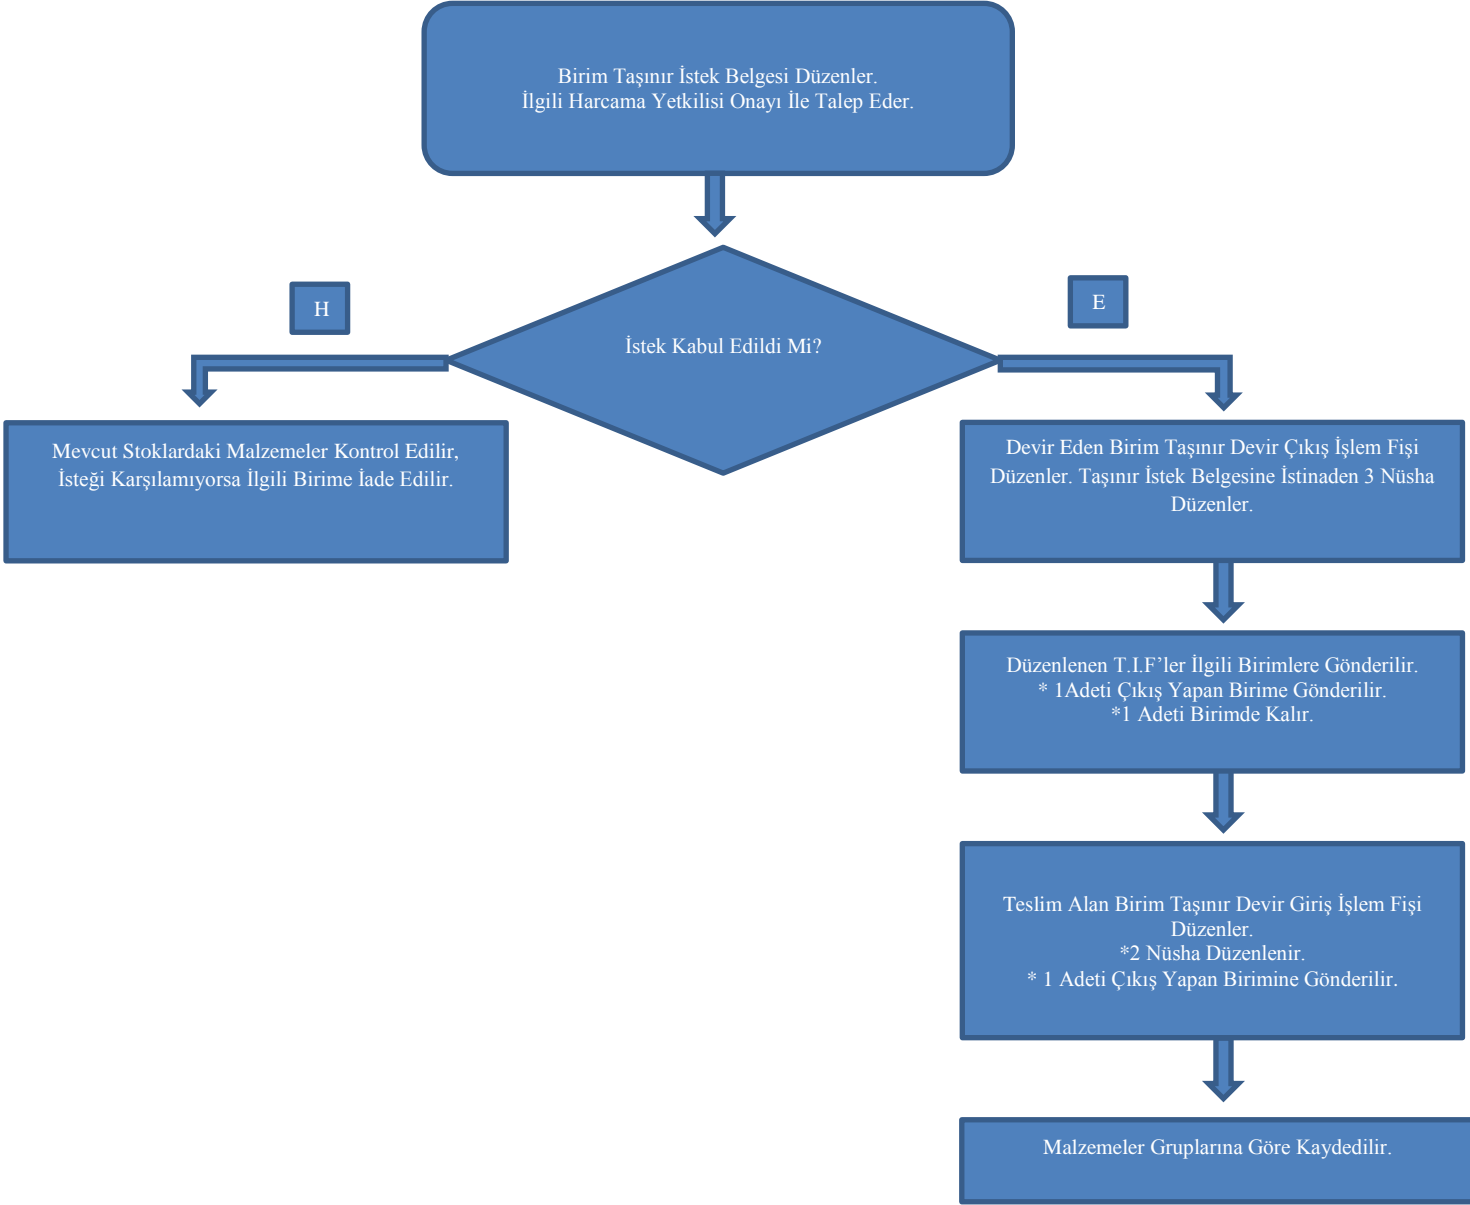 Birim Taşınır İstek Belgesi Düzenler.
İlgili Harcama Yetkilisi Onayı İle Talep Eder.
H
E
İstek Kabul Edildi Mi?
Mevcut Stoklardaki Malzemeler Kontrol Edilir,
İsteği Karşılamıyorsa İlgili Birime İade Edilir.
Devir Eden Birim Taşınır Devir Çıkış İşlem Fişi
Düzenler. Taşınır İstek Belgesine İstinaden 3 Nüsha
Düzenler.
Düzenlenen T.I.F’ler İlgili Birimlere Gönderilir.
* 1Adeti Çıkış Yapan Birime Gönderilir.
*1 Adeti Birimde Kalır.
Teslim Alan Birim Taşınır Devir Giriş İşlem Fişi
Düzenler.
*2 Nüsha Düzenlenir.
* 1 Adeti Çıkış Yapan Birimine Gönderilir.
Malzemeler Gruplarına Göre Kaydedilir.